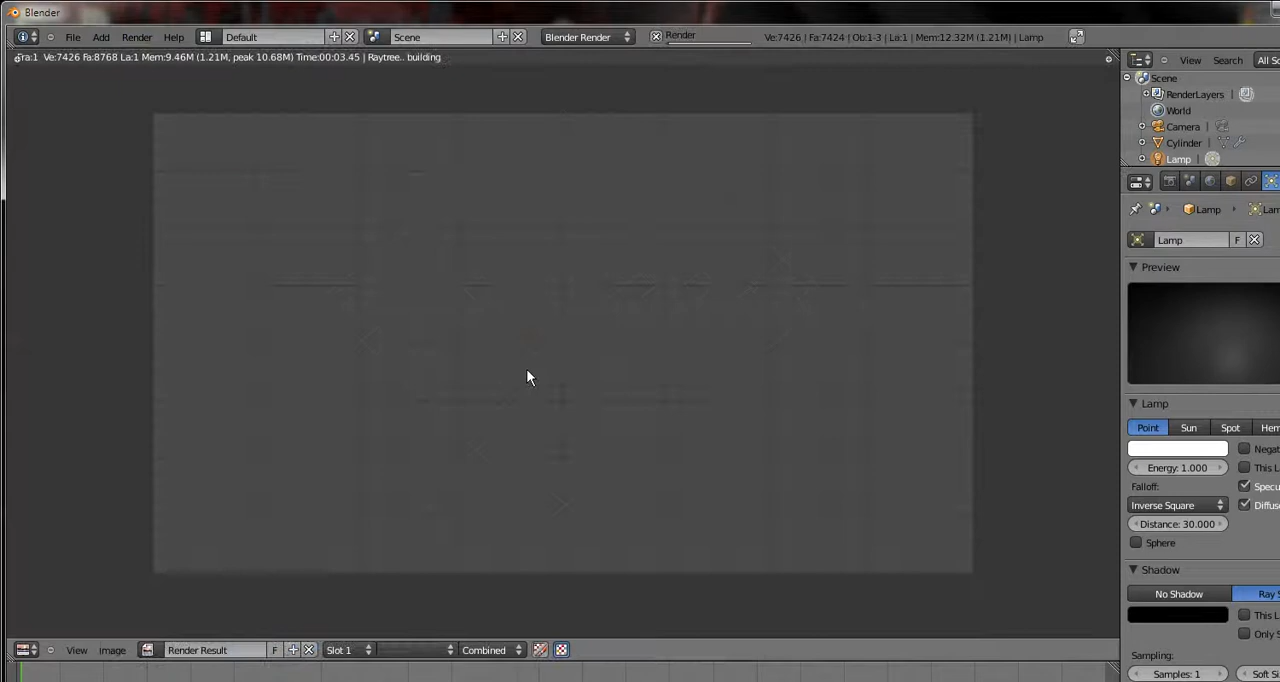 Blender
File Add Render Help Default Scene Blender Render Render Ve:7426 | Fa:7424 | Ob:1-3 | La:1 | Mem:12.32M (1.21M) | Lamp
Fra:1 Ve:7426 Fa:8768 La:1 Mem:9.46M (1.21M, peak 10.68M) Time:00:03.45 | Raytree.. building
View Search All S
Scene
RenderLayers
World
Camera
Cylinder
Lamp
Lamp
Lamp F
Preview
Lamp
Point Sun Spot Hem
Negat
Energy: 1.000 This L
Falloff: Specu
Inverse Square Diffuse
Distance: 30.000
Sphere
Shadow
No Shadow Ray S
This L
Only S
Sampling:
Samples: 1 Soft Si
View Image Render Result F Slot 1 Combined